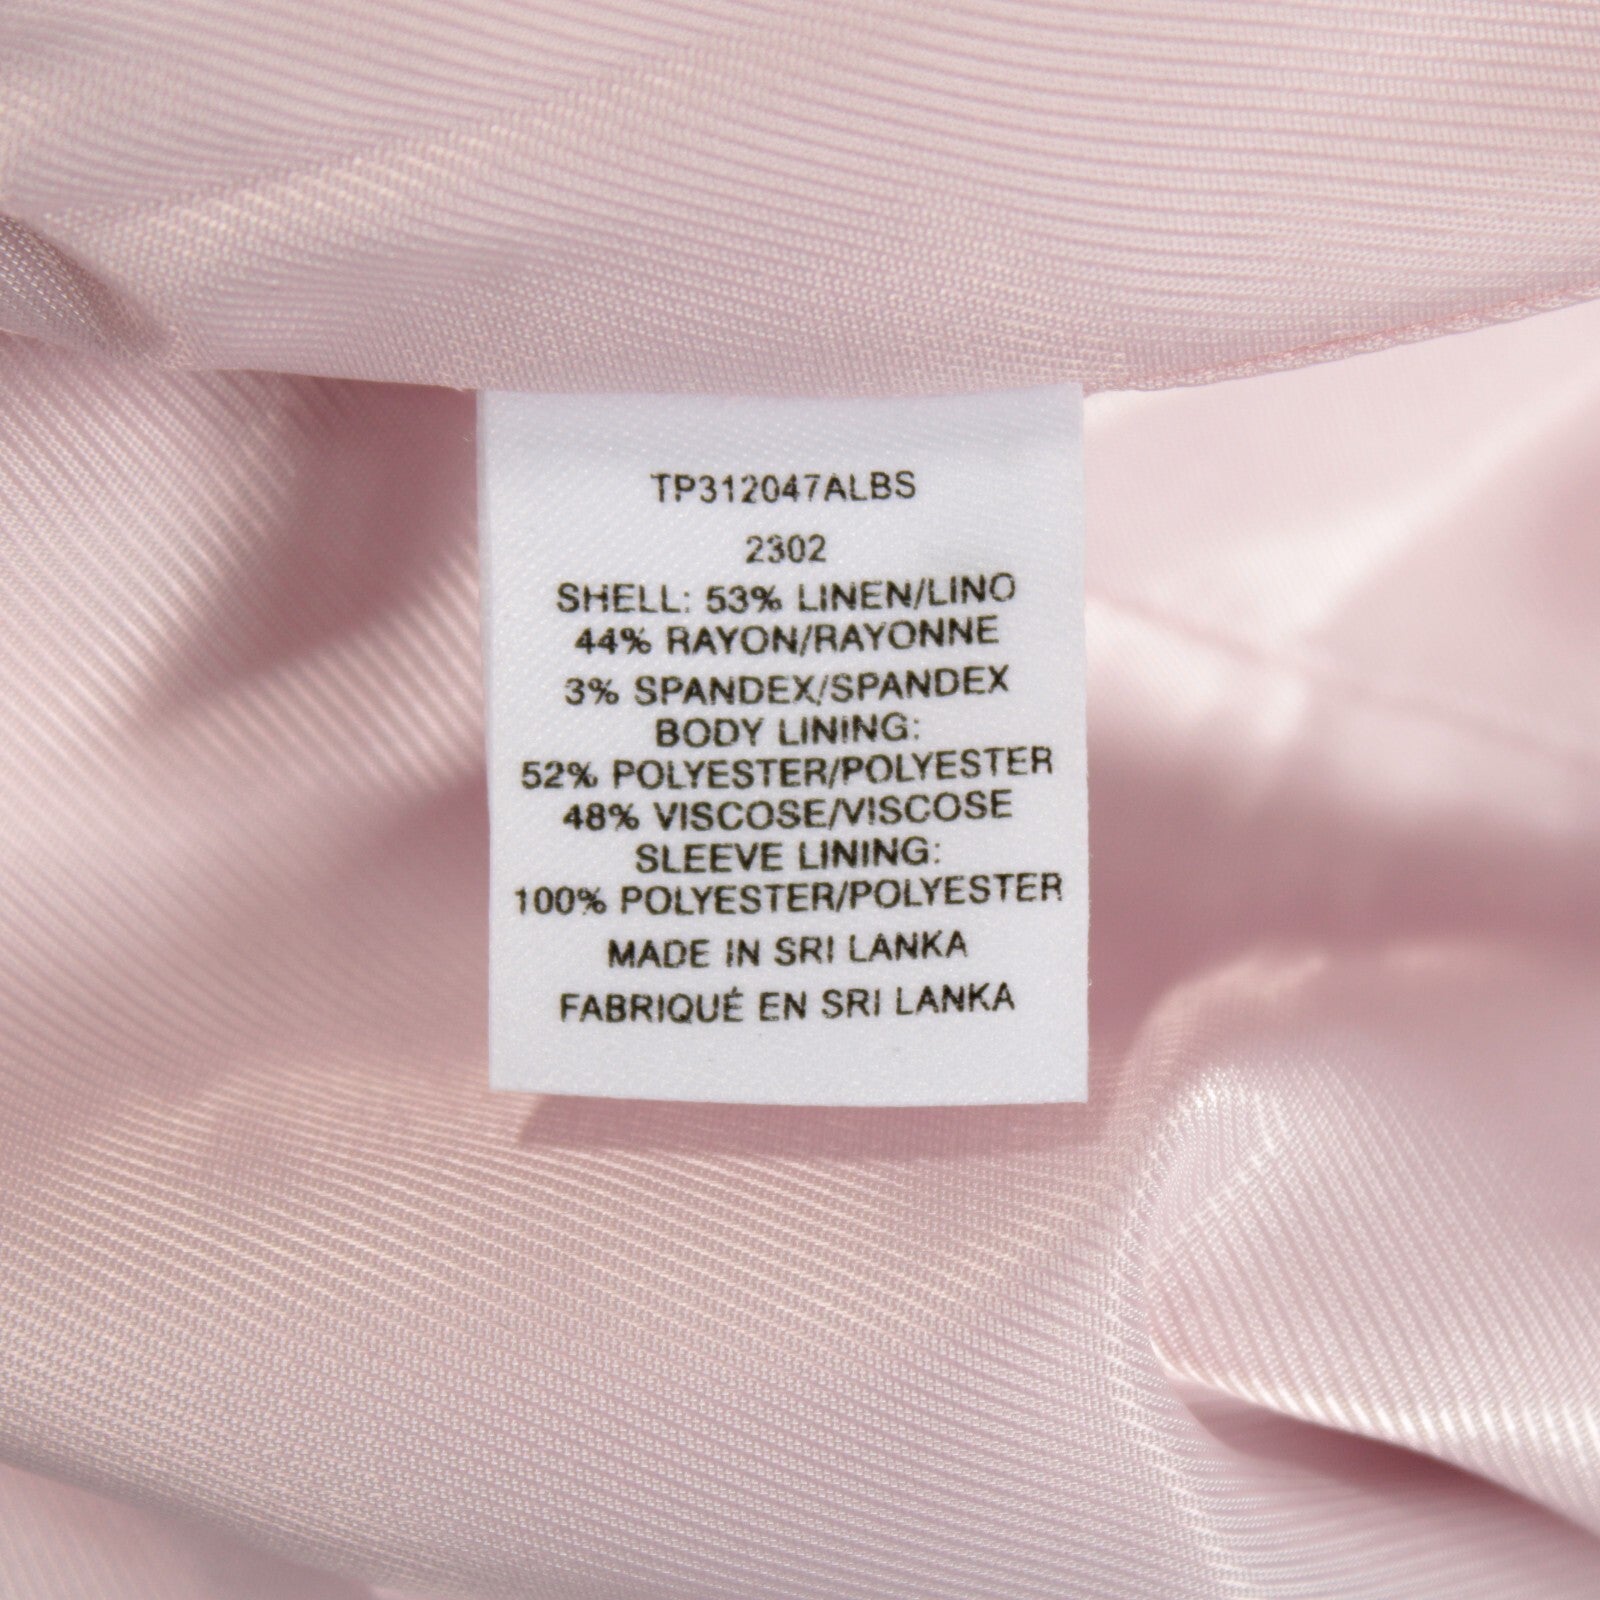 TP312047ALBS
2302
SHELL: 53% LINEN/LINO
44% RAYON/RAYONNE
3% SPANDEX/SPANDEX
BODY LINING:
52% POLYESTER/POLYESTER
48% VISCOSE/VISCOSE
SLEEVE LINING:
100% POLYESTER/POLYESTER
MADE IN SRI LANKA
FABRIQUÉ EN SRI LANKA